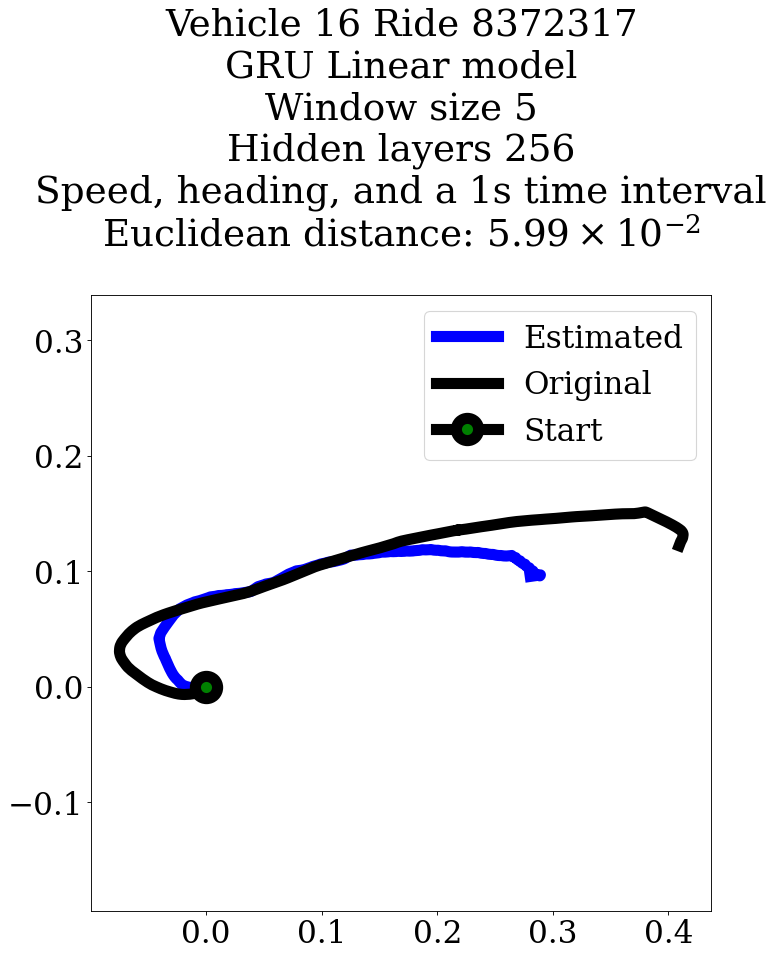 Vehicle 16 Ride 8372317
GRU Linear model
Window size 5
Hidden layers 256
Speed, heading, and a 1s time interval
Euclidean distance: 5.99 × 10⁻²
Estimated
Original
Start
0.3
0.2
0.1
0.0
−0.1
0.0 0.1 0.2 0.3 0.4